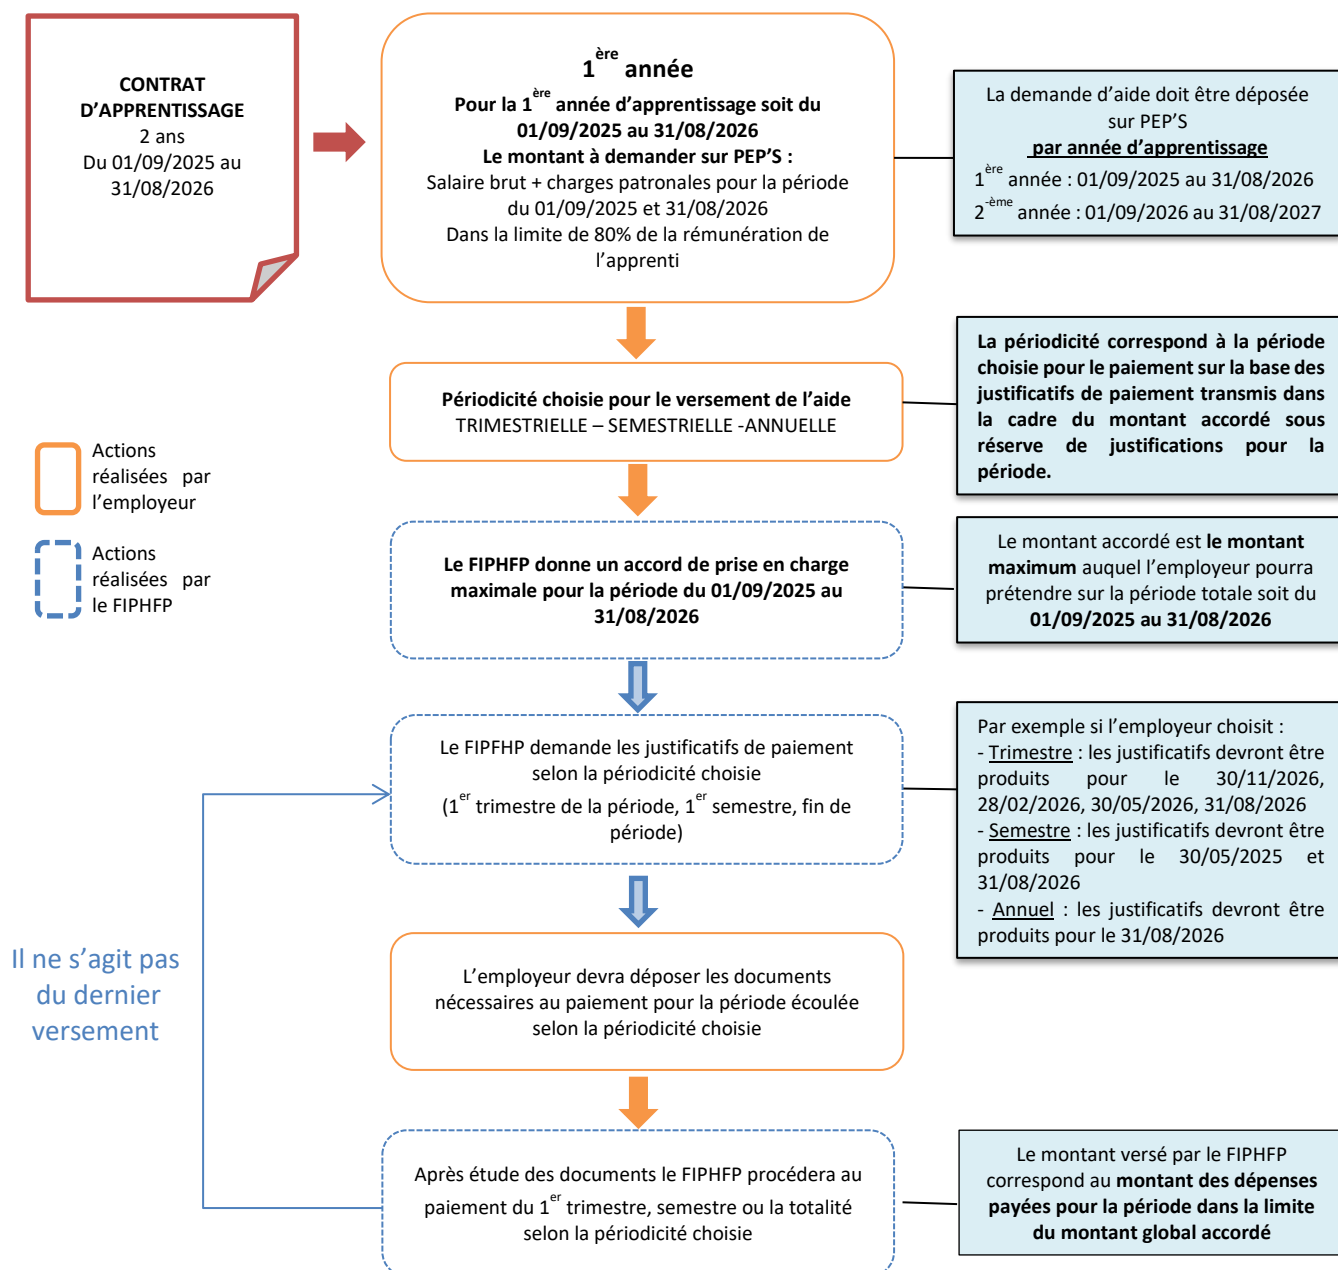 CONTRAT
D'APPRENTISSAGE
2 ans
Du 01/09/2025 au
31/08/2026
1ère année
Pour la 1ère année d'apprentissage soit du
01/09/2025 au 31/08/2026
Le montant à demander sur PEP'S :
Salaire brut + charges patronales pour la période
du 01/09/2025 et 31/08/2026
Dans la limite de 80% de la rémunération de
l'apprenti
La demande d'aide doit être déposée
sur PEP'S
par année d'apprentissage
1ère année : 01/09/2025 au 31/08/2026
2-ème année : 01/09/2026 au 31/08/2027
Périodicité choisie pour le versement de l'aide
TRIMESTRIELLE – SEMESTRIELLE -ANNUELLE
La périodicité correspond à la période
choisie pour le paiement sur la base des
justificatifs de paiement transmis dans
la cadre du montant accordé sous
réserve de justifications pour la
période.
Actions
réalisées par
l'employeur
Actions
réalisées par
le FIPHFP
Le FIPHFP donne un accord de prise en charge
maximale pour la période du 01/09/2025 au
31/08/2026
Le montant accordé est le montant
maximum auquel l'employeur pourra
prétendre sur la période totale soit du
01/09/2025 au 31/08/2026
Le FIPFHP demande les justificatifs de paiement
selon la périodicité choisie
(1er trimestre de la période, 1er semestre, fin de
période)
Par exemple si l'employeur choisit :
- Trimestre : les justificatifs devront être
produits pour le 30/11/2026,
28/02/2026, 30/05/2026, 31/08/2026
- Semestre : les justificatifs devront être
produits pour le 30/05/2025 et
31/08/2026
- Annuel : les justificatifs devront être
produits pour le 31/08/2026
Il ne s'agit pas
du dernier
versement
L'employeur devra déposer les documents
nécessaires au paiement pour la période écoulée
selon la périodicité choisie
Après étude des documents le FIPHFP procédera au
paiement du 1er trimestre, semestre ou la totalité
selon la périodicité choisie
Le montant versé par le FIPHFP
correspond au montant des dépenses
payées pour la période dans la limite
du montant global accordé